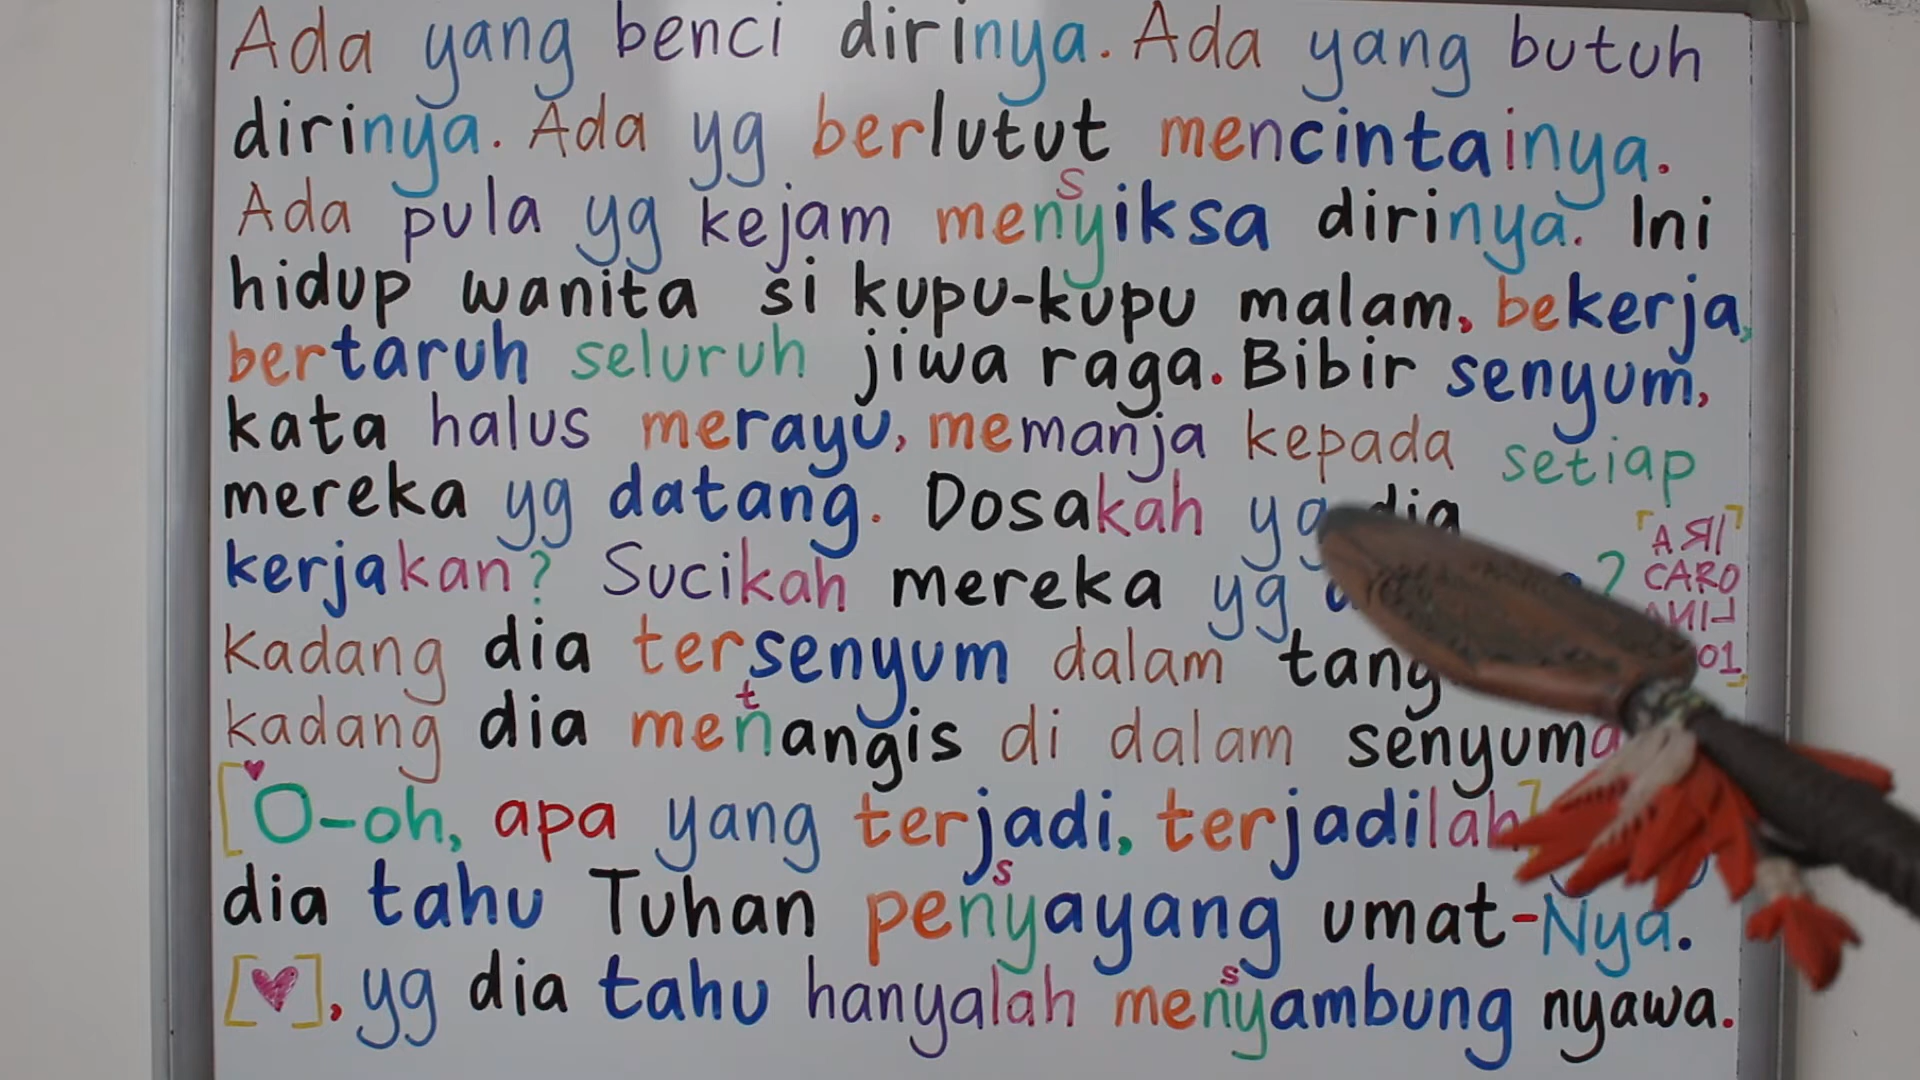 Ada yang benci dirinya. Ada yang butuh
dirinya. Ada yg berlutut mencintainya.
s
Ada pula yg kejam menyiksa dirinya. Ini
hidup wanita si kupu-kupu malam, bekerja,
bertaruh seluruh jiwa raga. Bibir senyum,
kata halus merayu, memanja kepada setiap
mereka yg datang. Dosakah yg dia
kerjakan? Sucikah mereka yg ?
kadang dia tersenyum dalam
t
kadang dia menangis di dalam
[O-oh, apa yang terjadi, terjadilah]
s
dia tahu Tuhan penyayang umat-Nya.
s
[♥], yg dia tahu hanyalah menyambung nyawa.
CARO